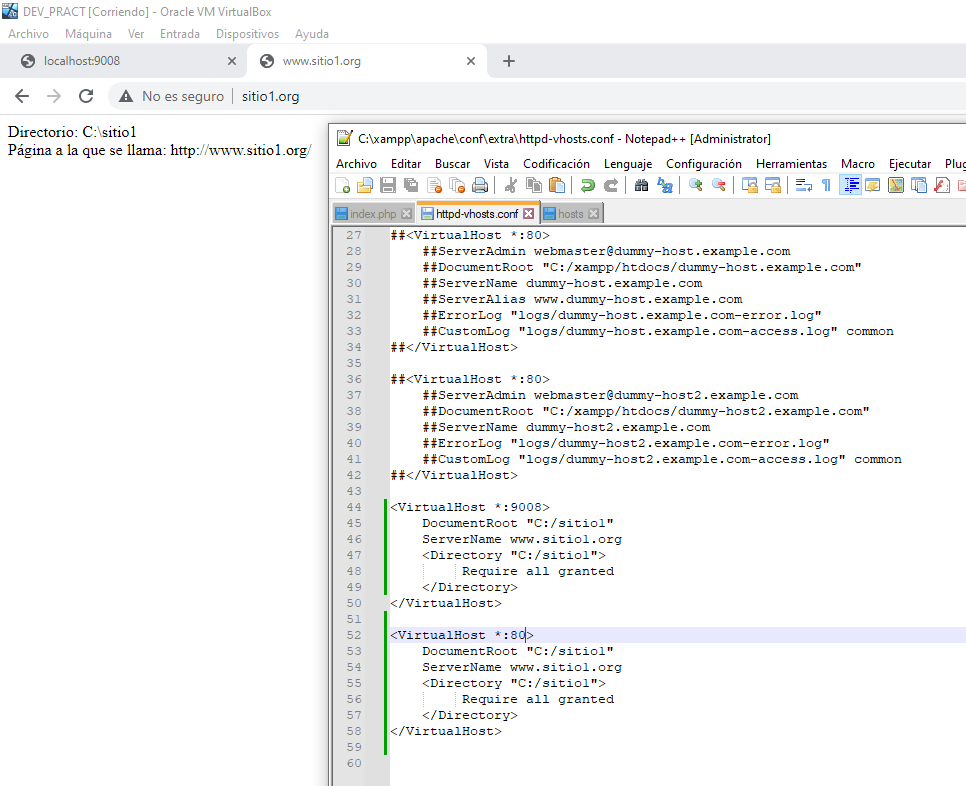 DEV_PRACT [Corriendo] - Oracle VM VirtualBox
Archivo Máquina Ver Entrada Dispositivos Ayuda
localhost:9008
www.sitio1.org
No es seguro
sitio1.org
Directorio: C:\sitio1
Página a la que se llama: http://www.sitio1.org/
C:\xampp\apache\conf\extra\httpd-vhosts.conf - Notepad++ [Administrator]
Archivo Editar Buscar Vista Codificación Lenguaje Configuración Herramientas Macro Ejecutar Plug
index.php httpd-vhosts.conf hosts
27 ##<VirtualHost *:80>
28 ##ServerAdmin webmaster@dummy-host.example.com
29 ##DocumentRoot "C:/xampp/htdocs/dummy-host.example.com"
30 ##ServerName dummy-host.example.com
31 ##ServerAlias www.dummy-host.example.com
32 ##ErrorLog "logs/dummy-host.example.com-error.log"
33 ##CustomLog "logs/dummy-host.example.com-access.log" common
34 ##</VirtualHost>
35
36 ##<VirtualHost *:80>
37 ##ServerAdmin webmaster@dummy-host2.example.com
38 ##DocumentRoot "C:/xampp/htdocs/dummy-host2.example.com"
39 ##ServerName dummy-host2.example.com
40 ##ErrorLog "logs/dummy-host2.example.com-error.log"
41 ##CustomLog "logs/dummy-host2.example.com-access.log" common
42 ##</VirtualHost>
43
44 <VirtualHost *:9008>
45 DocumentRoot "C:/sitio1"
46 ServerName www.sitio1.org
47 <Directory "C:/sitio1">
48 Require all granted
49 </Directory>
50 </VirtualHost>
51
52 <VirtualHost *:80>
53 DocumentRoot "C:/sitio1"
54 ServerName www.sitio1.org
55 <Directory "C:/sitio1">
56 Require all granted
57 </Directory>
58 </VirtualHost>
59
60